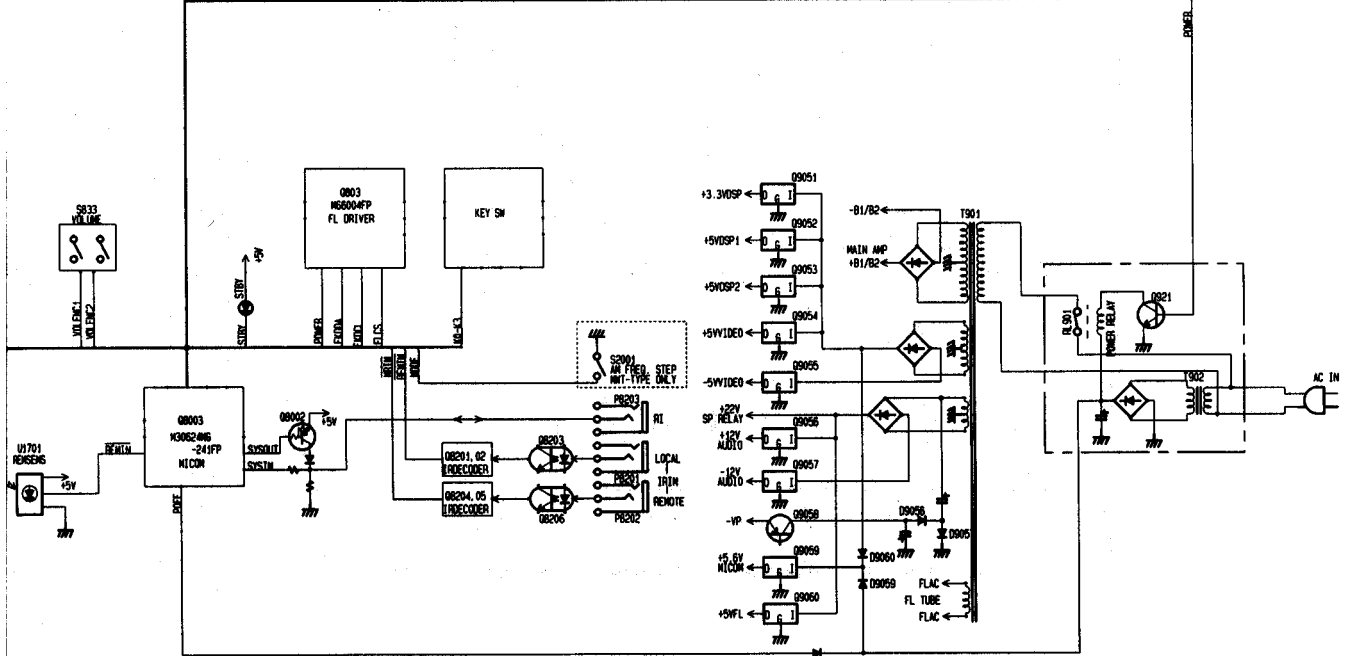 POWER
S833
VOLUME
VOLENC1
VOLENC2
STBY
+5V
STBY
Q803
M66004FP
FL DRIVER
KEY SW
POWER
FLCS
K0-K3
MODE
S2001
AM FREQ. STEP
MWT-TYPE ONLY
U1701
REMSENS
+5V
REMIN
Q8003
M30624MG
-241FP
MICOM
SYSOUT
SYSIN
POFF
Q8002
+5V
Q8201, 02
IRDECODER
Q8204, 05
IRDECODER
Q8203
Q8206
P8203
RI
LOCAL
P8201
IRIN
REMOTE
P8202
+3.3VDSP
O G I
Q9051
+5VDSP1
O G I
Q9052
+5VDSP2
O G I
Q9053
+5VVIDEO
O G I
Q9054
-5VVIDEO
O G I
Q9055
+22V
SP RELAY
+12V
AUDIO
O G I
Q9056
-12V
AUDIO
O G I
Q9057
-VP
Q9058
+5.6V
MICOM
O G I
Q9059
+5VFL
O G I
Q9060
-B1/B2
MAIN AMP
+B1/B2
T901
D9056
D905
D9060
D9059
FLAC
FL TUBE
FLAC
RL901
POWER RELAY
Q921
T902
AC IN